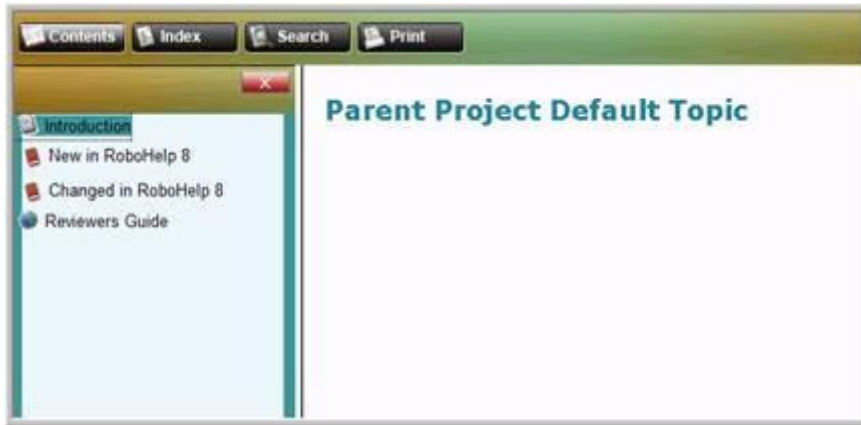 Contents Index Search Print
Introduction
New in RoboHelp 8
Changed in RoboHelp 8
Reviewers Guide
Parent Project Default Topic